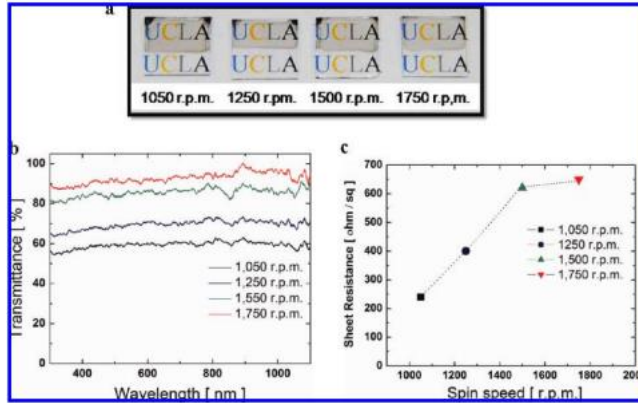 a
UCLA UCLA UCLA UCLA
UCLA UCLA UCLA UCLA
1050 r.p.m. 1250 r.pm. 1500 r.p.m. 1750 r.p,m.
b
Transmittance [ % ]
100
80
60
40
20
0
1,050 r.p.m.
1,250 r.p.m.
1,550 r.p.m.
1,750 r.p.m.
400 600 800 1000
Wavelength [ nm ]
c
Sheet Resistance [ ohm / sq]
700
600
500
400
300
200
100
0
1,050 r.p.m.
1250 r.p.m.
1,500 r.p.m.
1,750 r.p.m.
1000 1200 1400 1600 1800 2000
Spin speed [ r.p.m.]